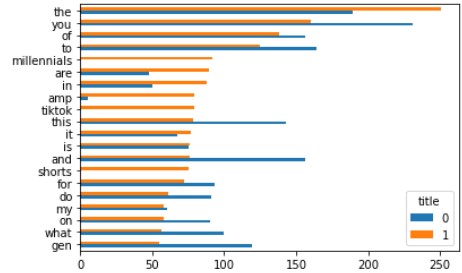 the
you
of
to
millennials
are
in
amp
tiktok
this
it
is
and
shorts
for
do
my
on
what
gen
title
0
1
0 50 100 150 200 250